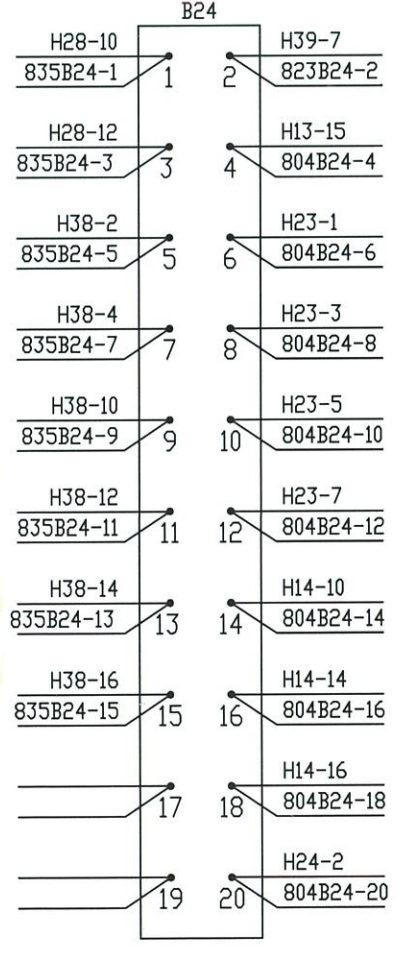 B24
H28-10 H39-7
835B24-1 1 2 823B24-2
H28-12 H13-15
835B24-3 3 4 804B24-4
H38-2 H23-1
835B24-5 5 6 804B24-6
H38-4 H23-3
835B24-7 7 8 804B24-8
H38-10 H23-5
835B24-9 9 10 804B24-10
H38-12 H23-7
835B24-11 11 12 804B24-12
H38-14 H14-10
835B24-13 13 14 804B24-14
H38-16 H14-14
835B24-15 15 16 804B24-16
H14-16
17 18 804B24-18
H24-2
19 20 804B24-20